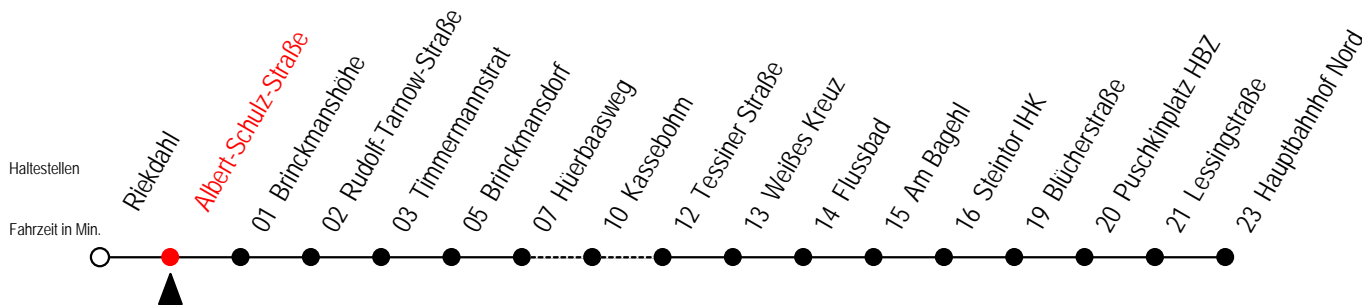 Haltestellen
Fahrzeit in Min.
Riekdahl
Albert-Schulz-Straße
01 Brinckmanshöhe
02 Rudolf-Tarnow-Straße
03 Timmermannstrat
05 Brinckmansdorf
07 Hüerbaasweg
10 Kassebohm
12 Tessiner Straße
13 Weißes Kreuz
14 Flussbad
15 Am Bagehl
16 Steintor IHK
19 Blücherstraße
20 Puschkinplatz HBZ
21 Lessingstraße
23 Hauptbahnhof Nord